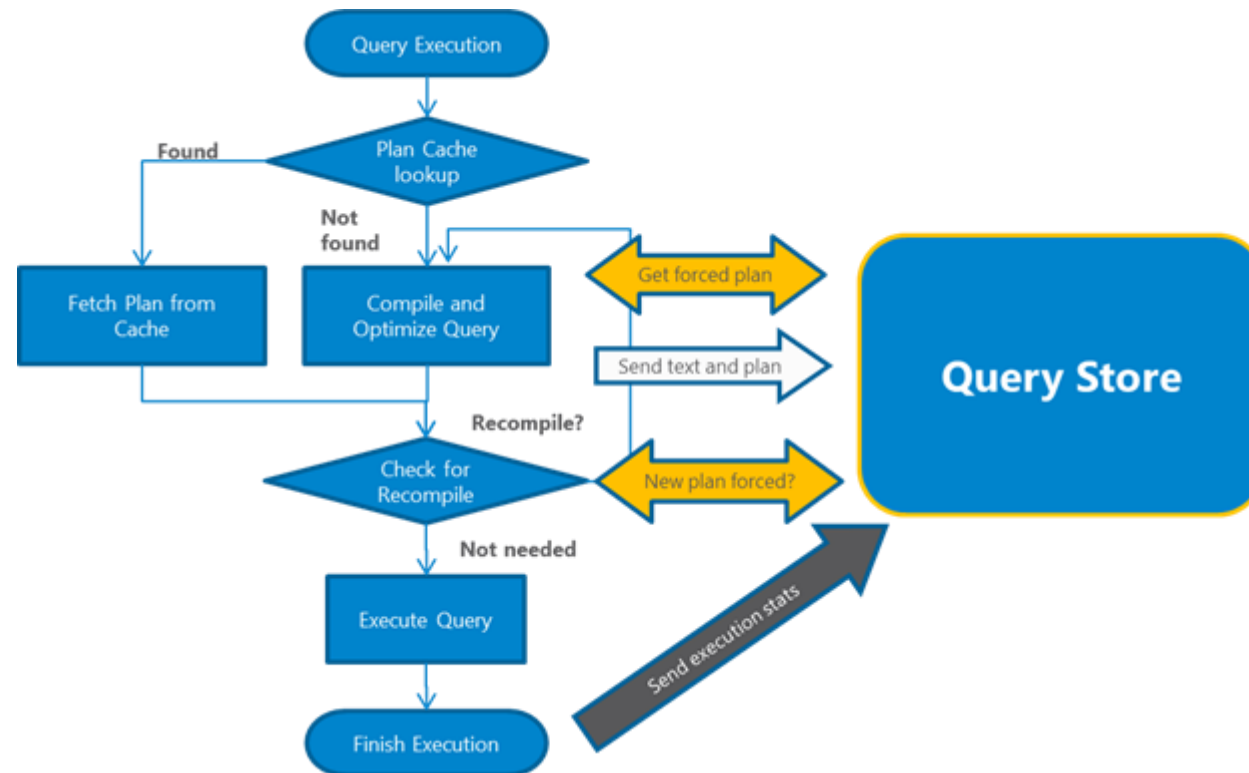 Query Execution
Found
Plan Cache
lookup
Not
found
Get forced plan
Fetch Plan from
Cache
Compile and
Optimize Query
Send text and plan
Query Store
Recompile?
Check for
Recompile
New plan forced?
Not needed
Execute Query
Send execution stats
Finish Execution